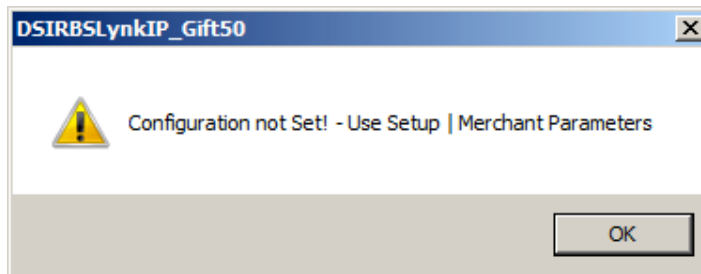 DSIRBSLynkIP_Gift50
Configuration not Set! - Use Setup | Merchant Parameters
OK